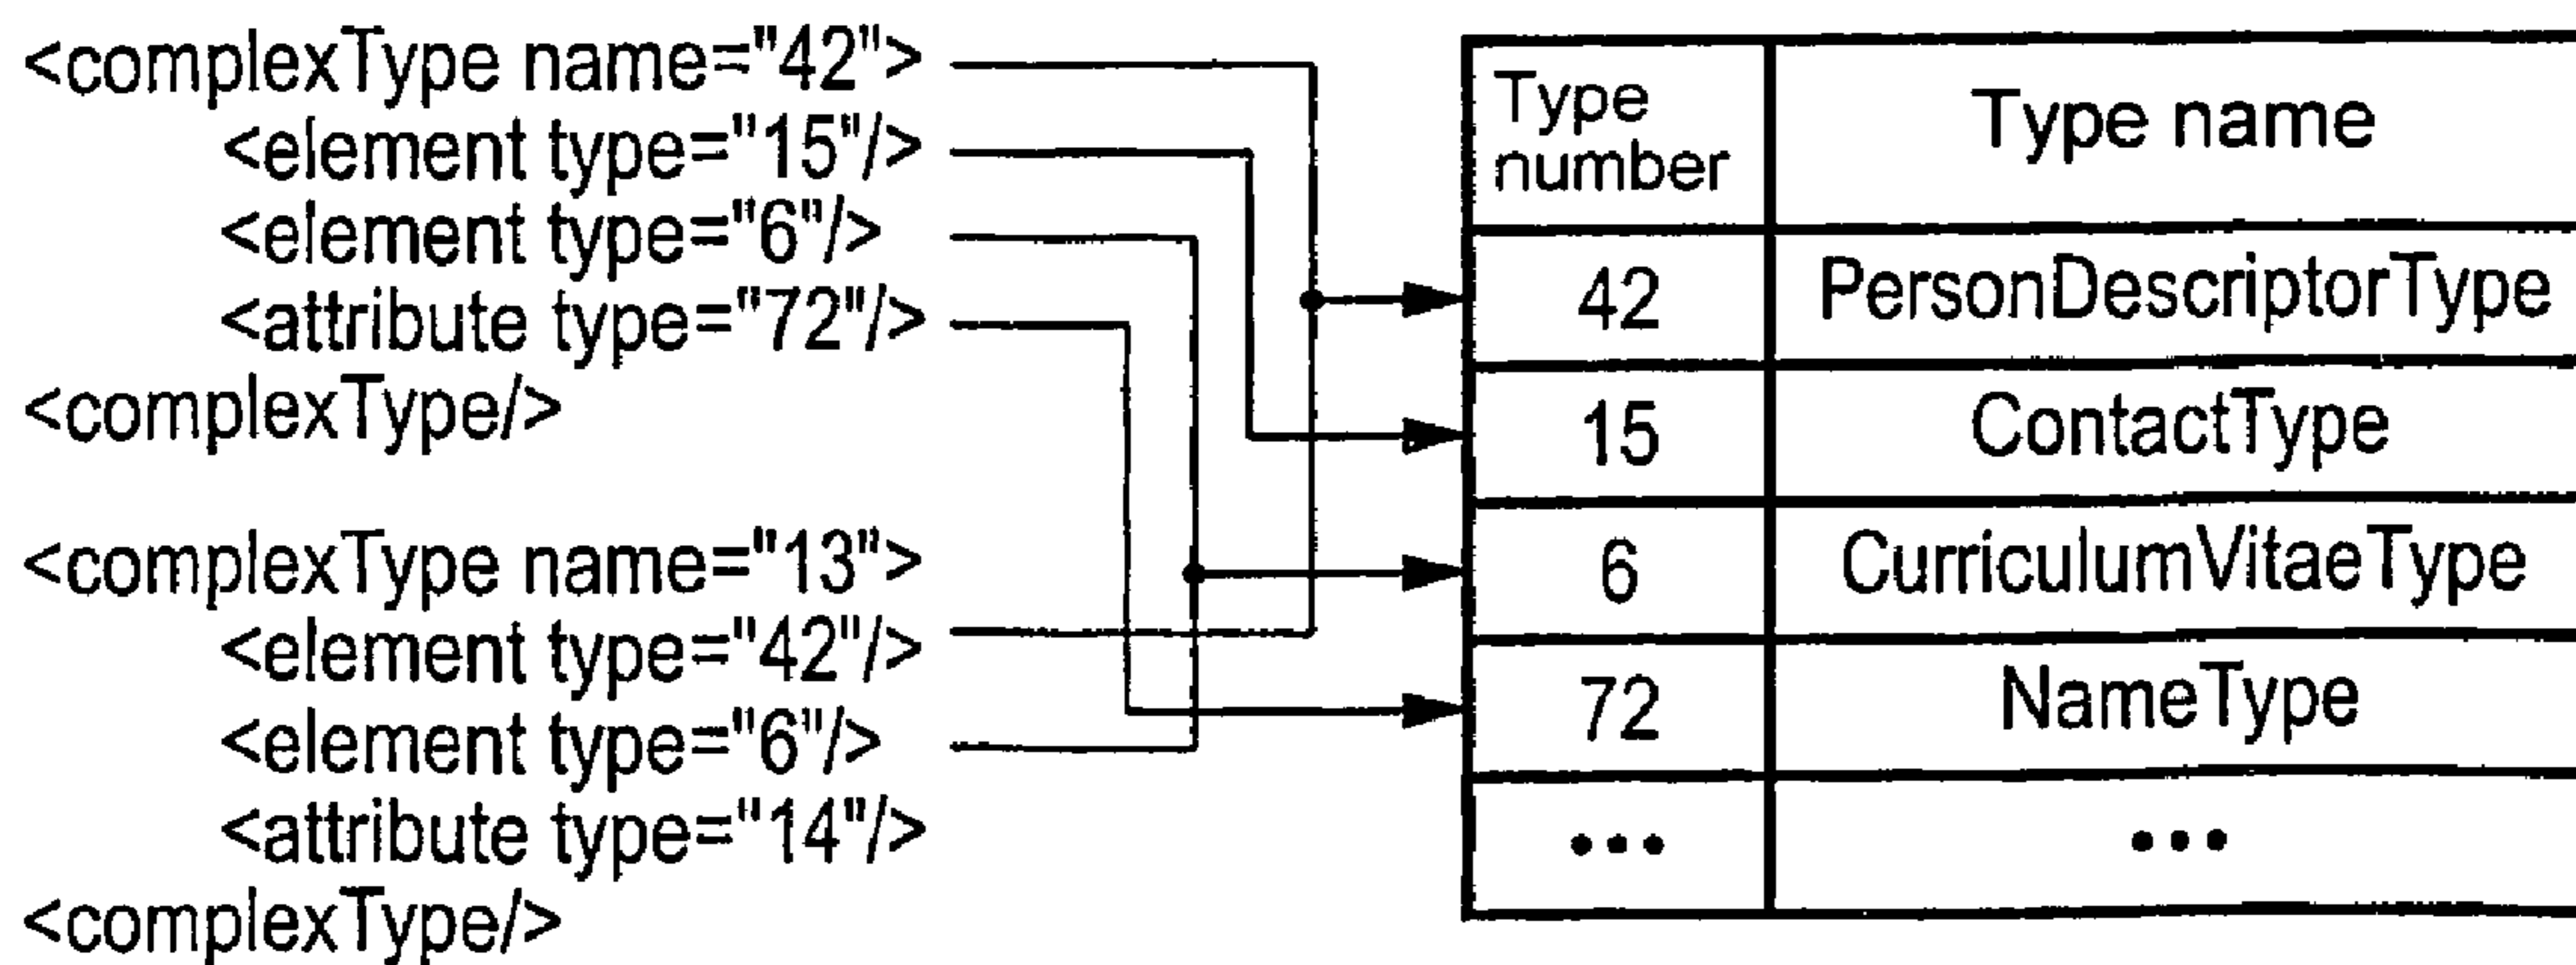 <complexType name="42">
<element type="15"/>
<element type="6"/>
<attribute type="72"/>
<complexType/>
<complexType name="13">
<element type="42"/>
<element type="6"/>
<attribute type="14"/>
<complexType/>
Type number | Type name
42 | PersonDescriptorType
15 | ContactType
6 | CurriculumVitaeType
72 | NameType
... | ...